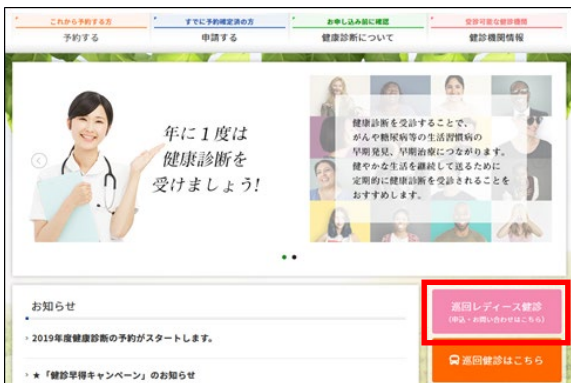 これから予約する方
予約する
すでに予約確定済の方
申請する
お申し込み前に確認
健康診断について
受診可能な健診機関
健診機関情報
年に1度は
健康診断を
受けましょう!
健康診断を受診することで、
がんや糖尿病等の生活習慣病の
早期発見、早期治療につながります。
健やかな生活を継続して送るために
定期的に健康診断を受診されることを
おすすめします。
お知らせ
2019年度健康診断の予約がスタートします。
★「健診早得キャンペーン」のお知らせ
巡回レディース健診
(申込・お問い合わせはこちら)
巡回健診はこちら